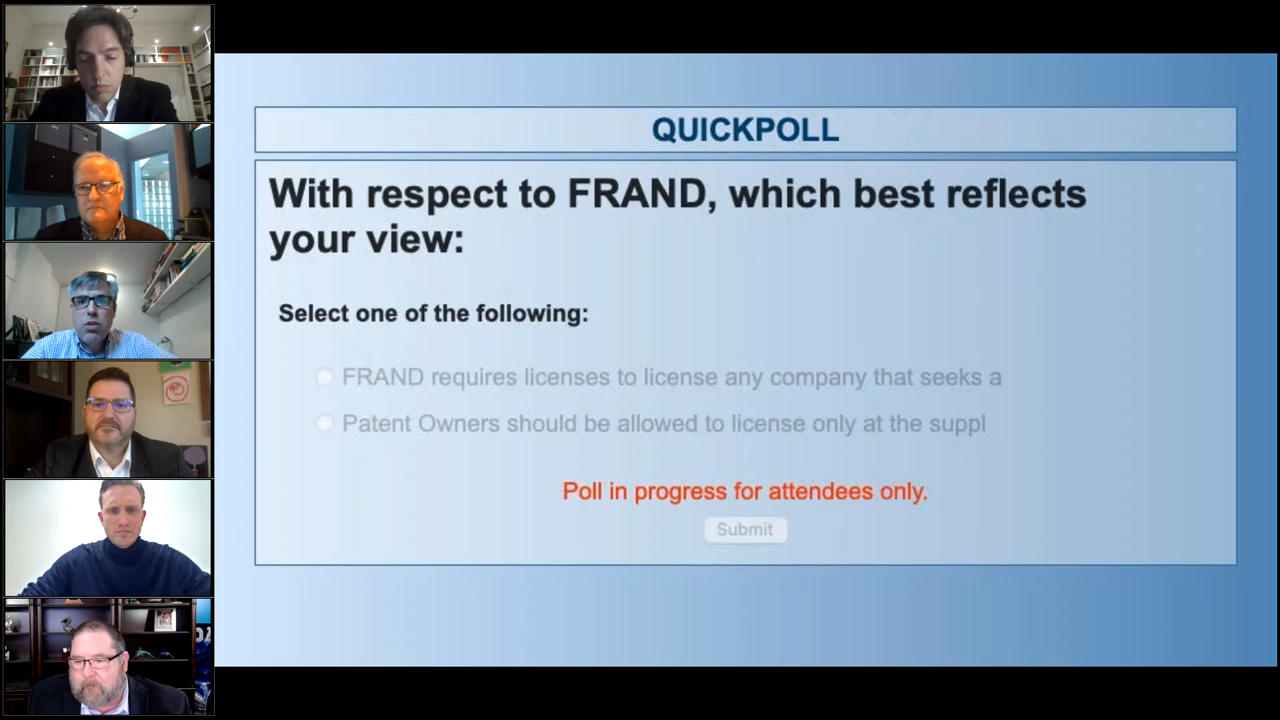 QUICKPOLL
With respect to FRAND, which best reflects
your view:
Select one of the following:
FRAND requires licenses to license any company that seeks a
Patent Owners should be allowed to license only at the suppl
Poll in progress for attendees only.
Submit